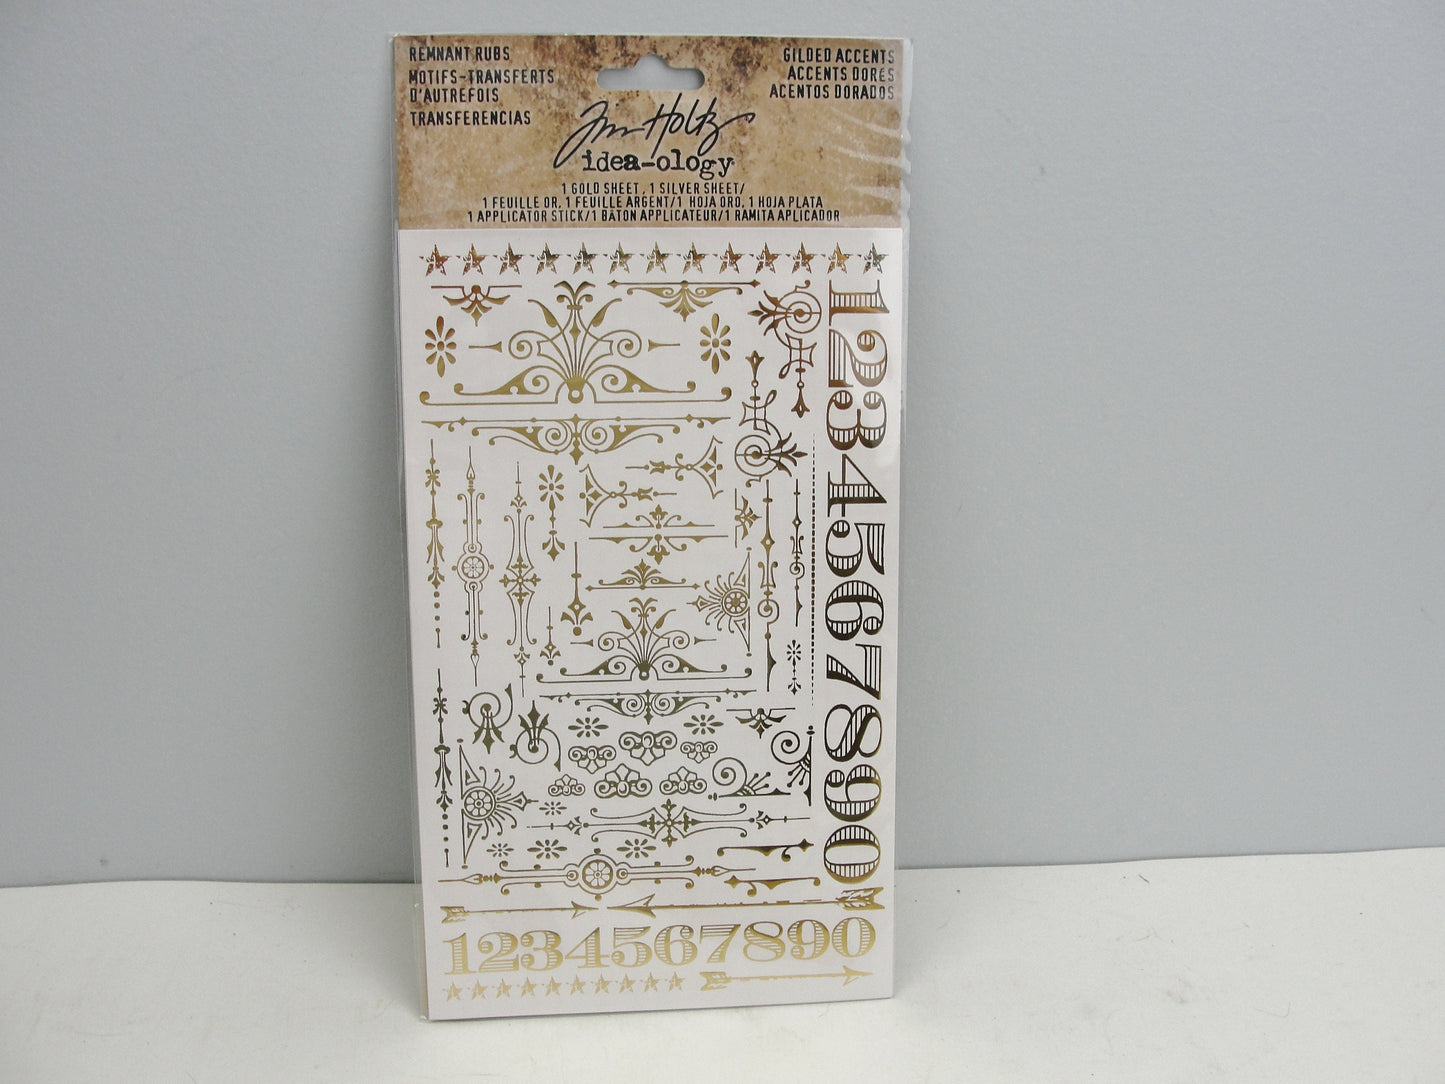 REMNANT RUBS
MOTIFS-TRANSFERTS
D'AUTREFOIS
TRANSFERENCIAS
GILDED ACCENTS
ACCENTS DORÉS
ACENTOS DORADOS
Tim Holtz
idea-ology
1 GOLD SHEET, 1 SILVER SHEET/
1 FEUILLE OR, 1 FEUILLE ARGENT/1 HOJA ORO, 1 HOJA PLATA
1 APPLICATOR STICK/1 BÂTON APPLICATEUR/1 RAMITA APLICADOR
1234567890
1234567890